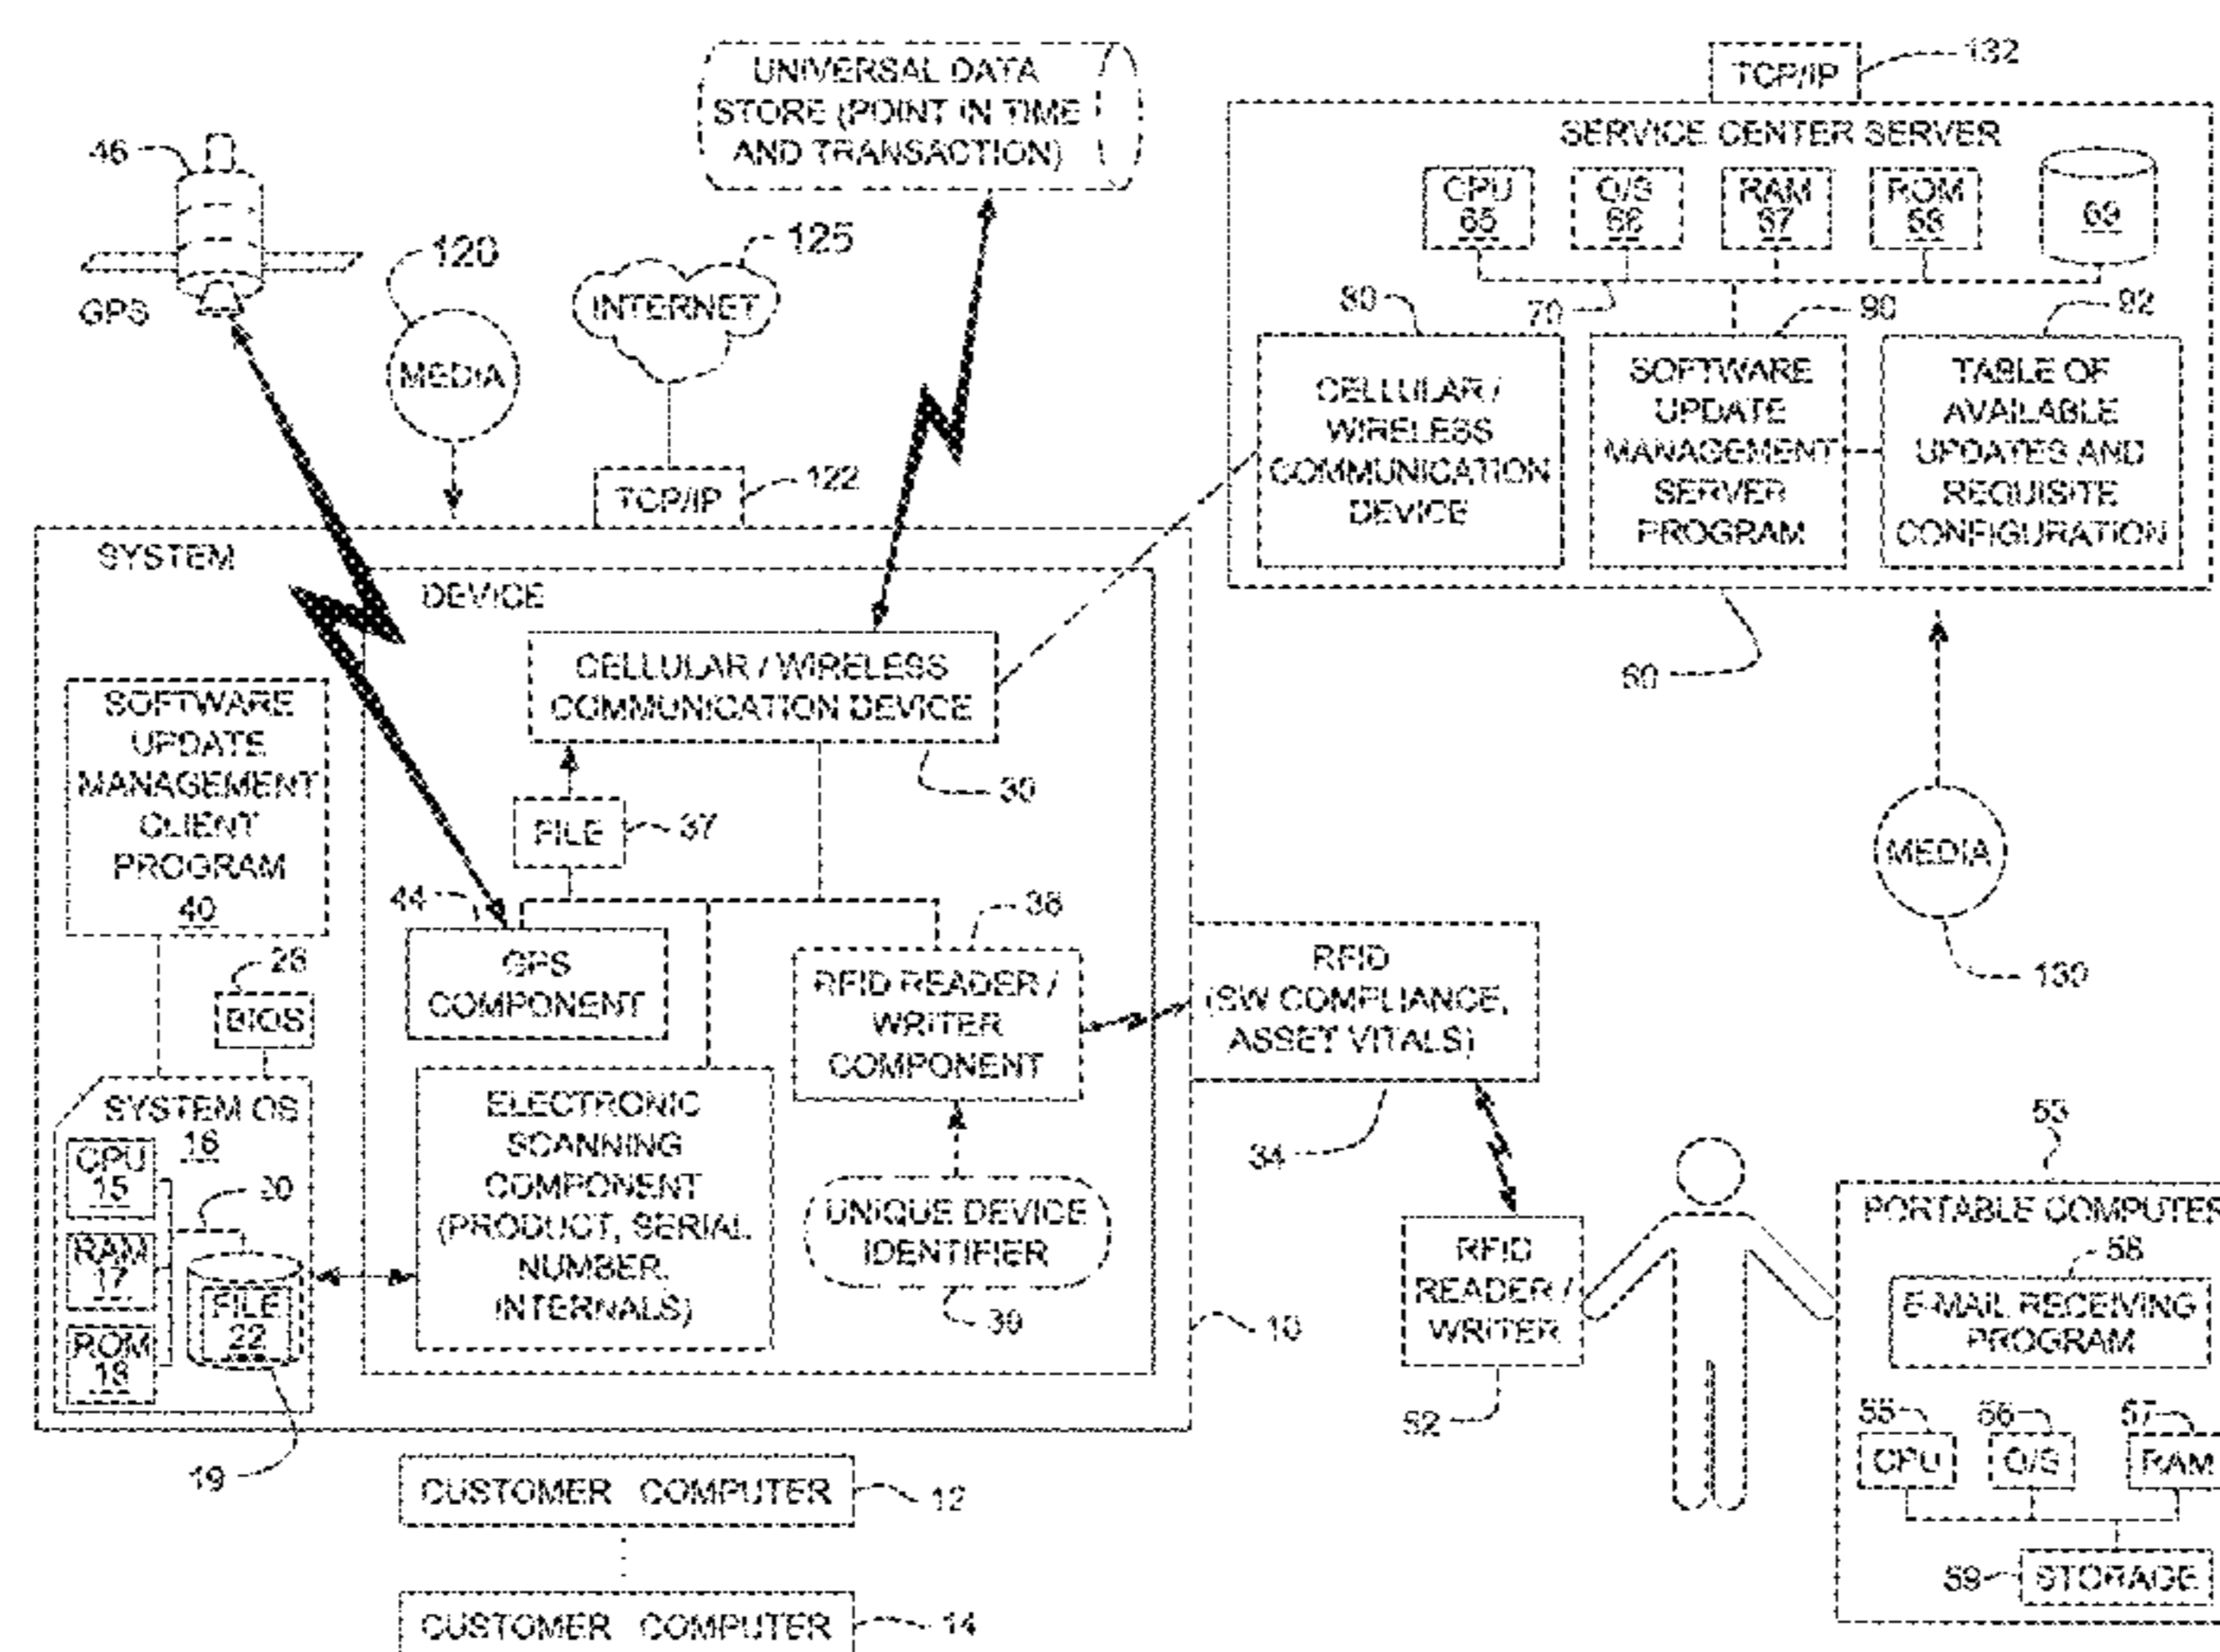 UNIVERSAL DATA
STORE (POINT IN TIME
AND TRANSACTION)
46
GPS
120
MEDIA
125
INTERNET
TCP/IP
122
TCP/IP
132
SERVICE CENTER SERVER
CPU
65
O/S
66
RAM
67
ROM
68
69
70
80
CELLULAR /
WIRELESS
COMMUNICATION
DEVICE
90
SOFTWARE
UPDATE
MANAGEMENT
SERVER
PROGRAM
92
TABLE OF
AVAILABLE
UPDATES AND
REQUISITE
CONFIGURATION
60
MEDIA
130
SYSTEM
DEVICE
CELLULAR / WIRELESS
COMMUNICATION DEVICE
30
FILE
37
SOFTWARE
UPDATE
MANAGEMENT
CLIENT
PROGRAM
40
44
GPS
COMPONENT
38
RFID READER /
WRITER
COMPONENT
BIOS
SYSTEM OS
16
CPU
15
20
RAM
17
ROM
18
FILE
22
19
ELECTRONIC
SCANNING
COMPONENT
(PRODUCT, SERIAL
NUMBER,
INTERNALS)
UNIQUE DEVICE
IDENTIFIER
39
10
RFID
(SW COMPLIANCE,
ASSET VITALS)
34
RFID
READER /
WRITER
52
PORTABLE COMPUTER
58
E-MAIL RECEIVING
PROGRAM
55
CPU
56
O/S
57
RAM
59
STORAGE
CUSTOMER COMPUTER
12
CUSTOMER COMPUTER
14